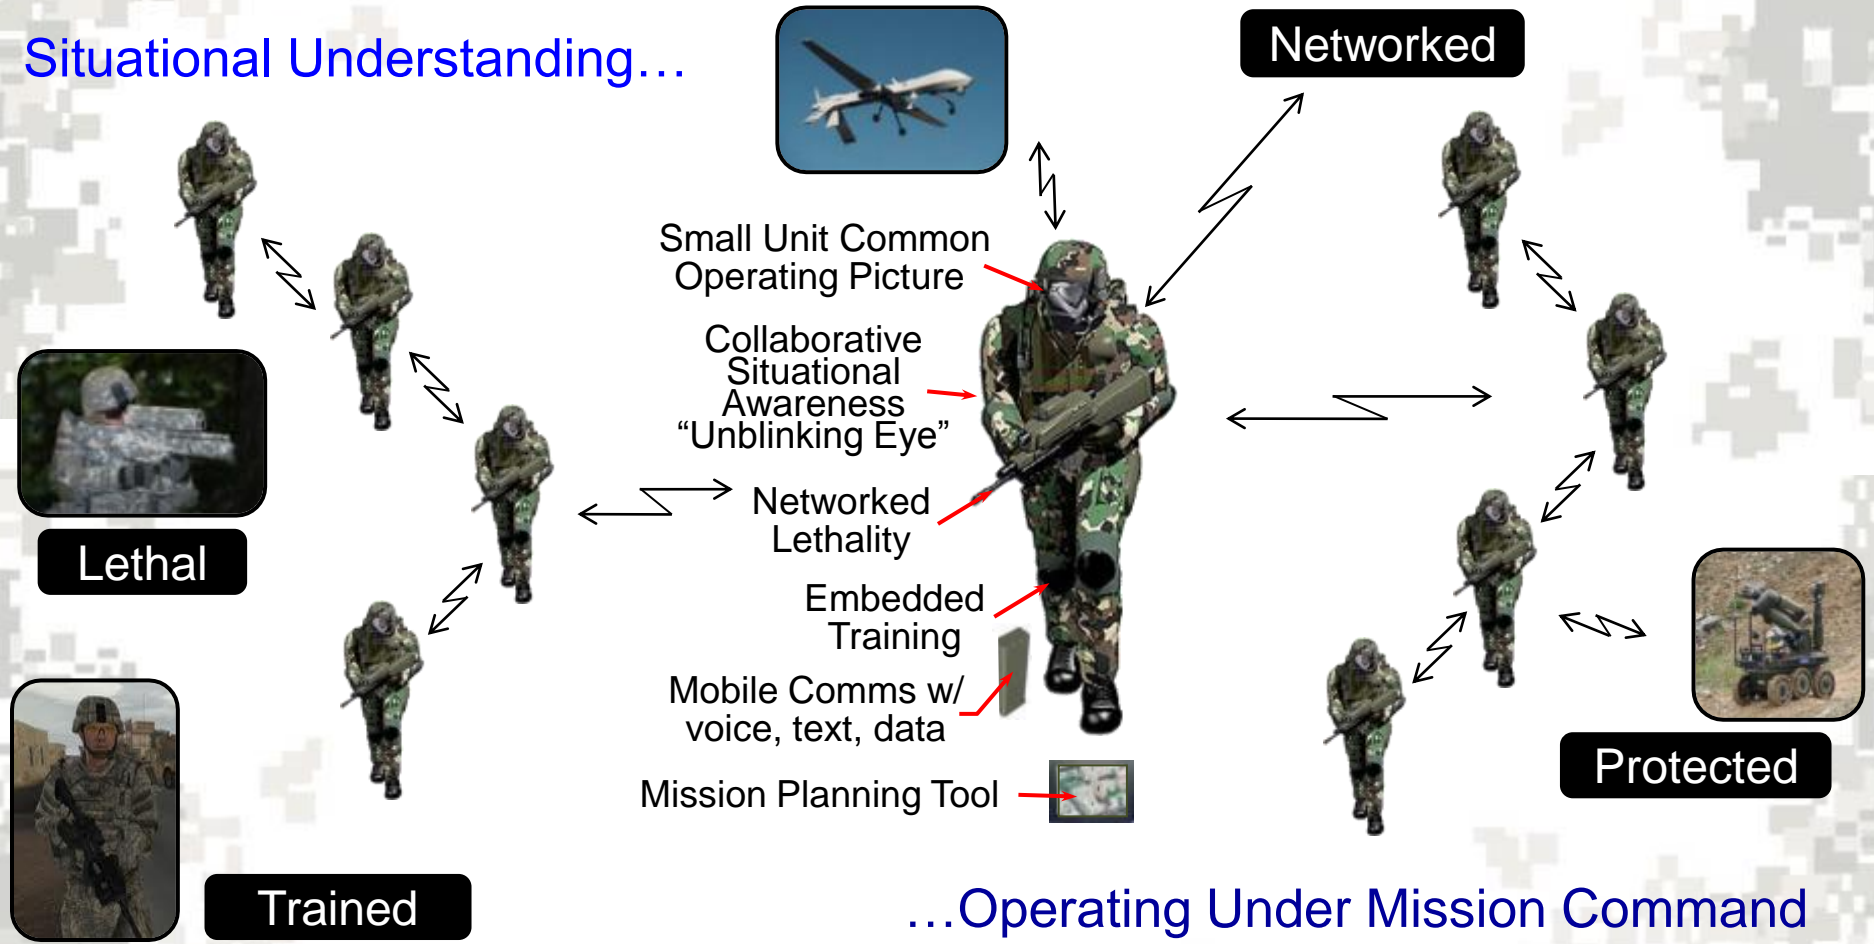 Situational Understanding…
Networked
Small Unit Common
Operating Picture
Collaborative
Situational
Awareness
“Unblinking Eye”
Networked
Lethality
Lethal
Embedded
Training
Mobile Comms w/
voice, text, data
Protected
Mission Planning Tool
Trained
…Operating Under Mission Command